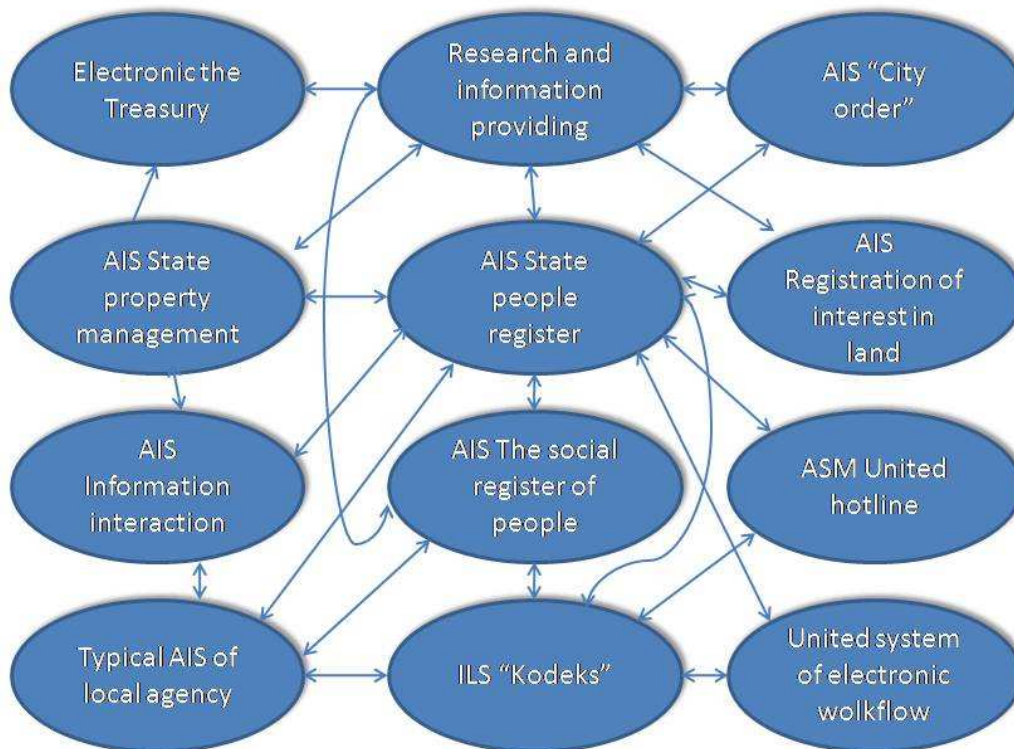 Electronic the
Treasury
Research and
information
providing
AIS “City
order”
AIS State
property
management
AIS State
people
register
AIS
Registration of
interest in
land
AIS
Information
interaction
AIS The social
register of
people
ASM United
hotline
Typical AIS of
local agency
ILS “Kodeks”
United system
of electronic
wolkflow